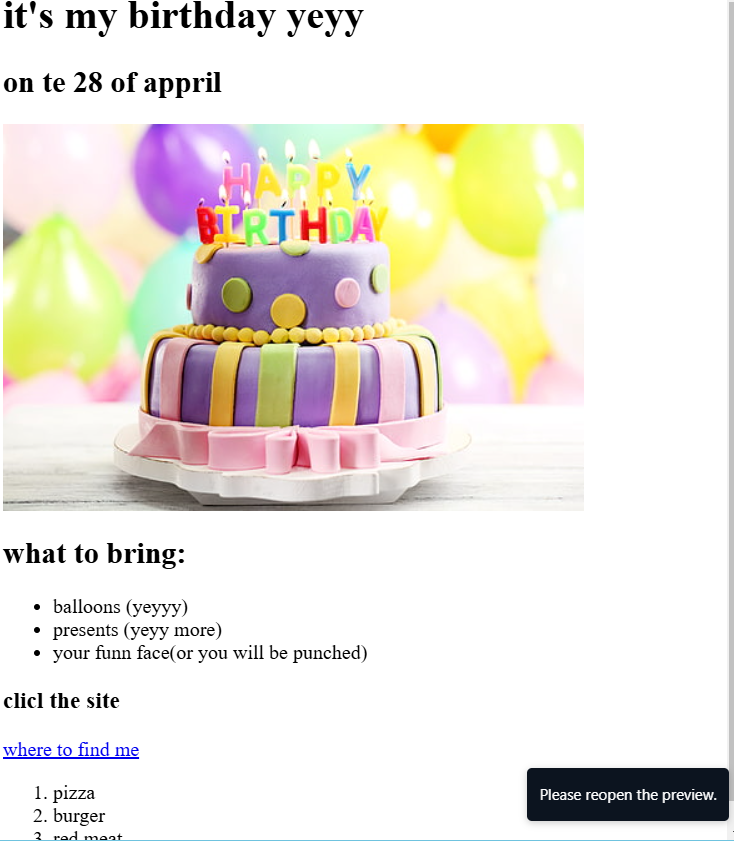 it's my birthday yeyy
on te 28 of appril
HAPPY
BIRTHDAY
what to bring:
• balloons (yeyyy)
• presents (yeyy more)
• your funn face(or you will be punched)
clicl the site
where to find me
1. pizza
2. burger
3. red meat
Please reopen the preview.